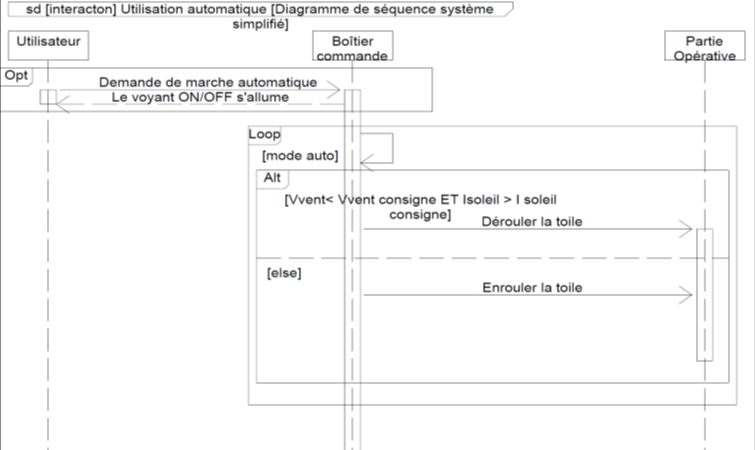 sd [interacton] Utilisation automatique [Diagramme de séquence système
simplifié]
Utilisateur
Boîtier
commande
Partie
Opérative
Opt
Demande de marche automatique
Le voyant ON/OFF s'allume
Loop
[mode auto]
Alt
[Vvent< Vvent consigne ET Isoleil > I soleil
consigne]
Dérouler la toile
[else]
Enrouler la toile